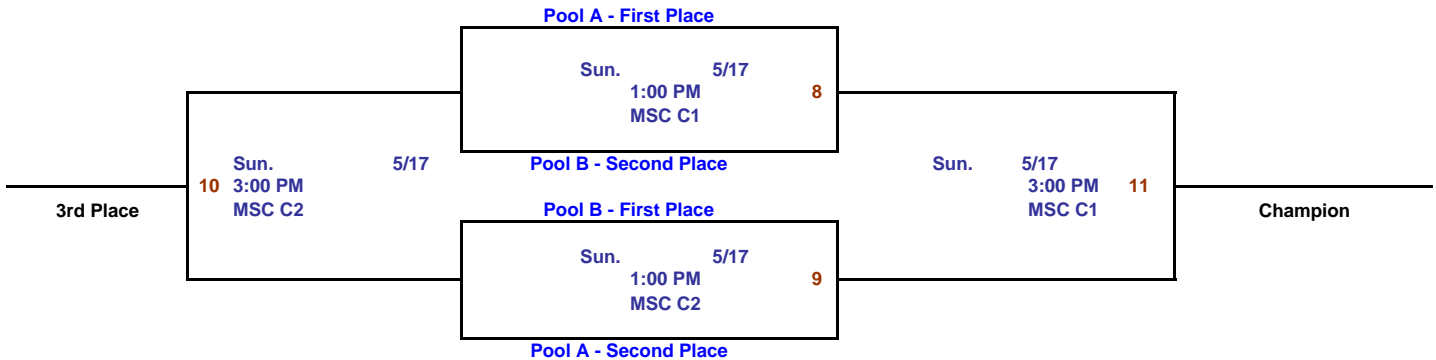 Pool A - First Place
Sun. 5/17
1:00 PM 8
MSC C1
Pool B - Second Place
Sun. 5/17
10 3:00 PM
MSC C2
3rd Place
Sun. 5/17
3:00 PM 11
MSC C1
Champion
Pool B - First Place
Sun. 5/17
1:00 PM 9
MSC C2
Pool A - Second Place